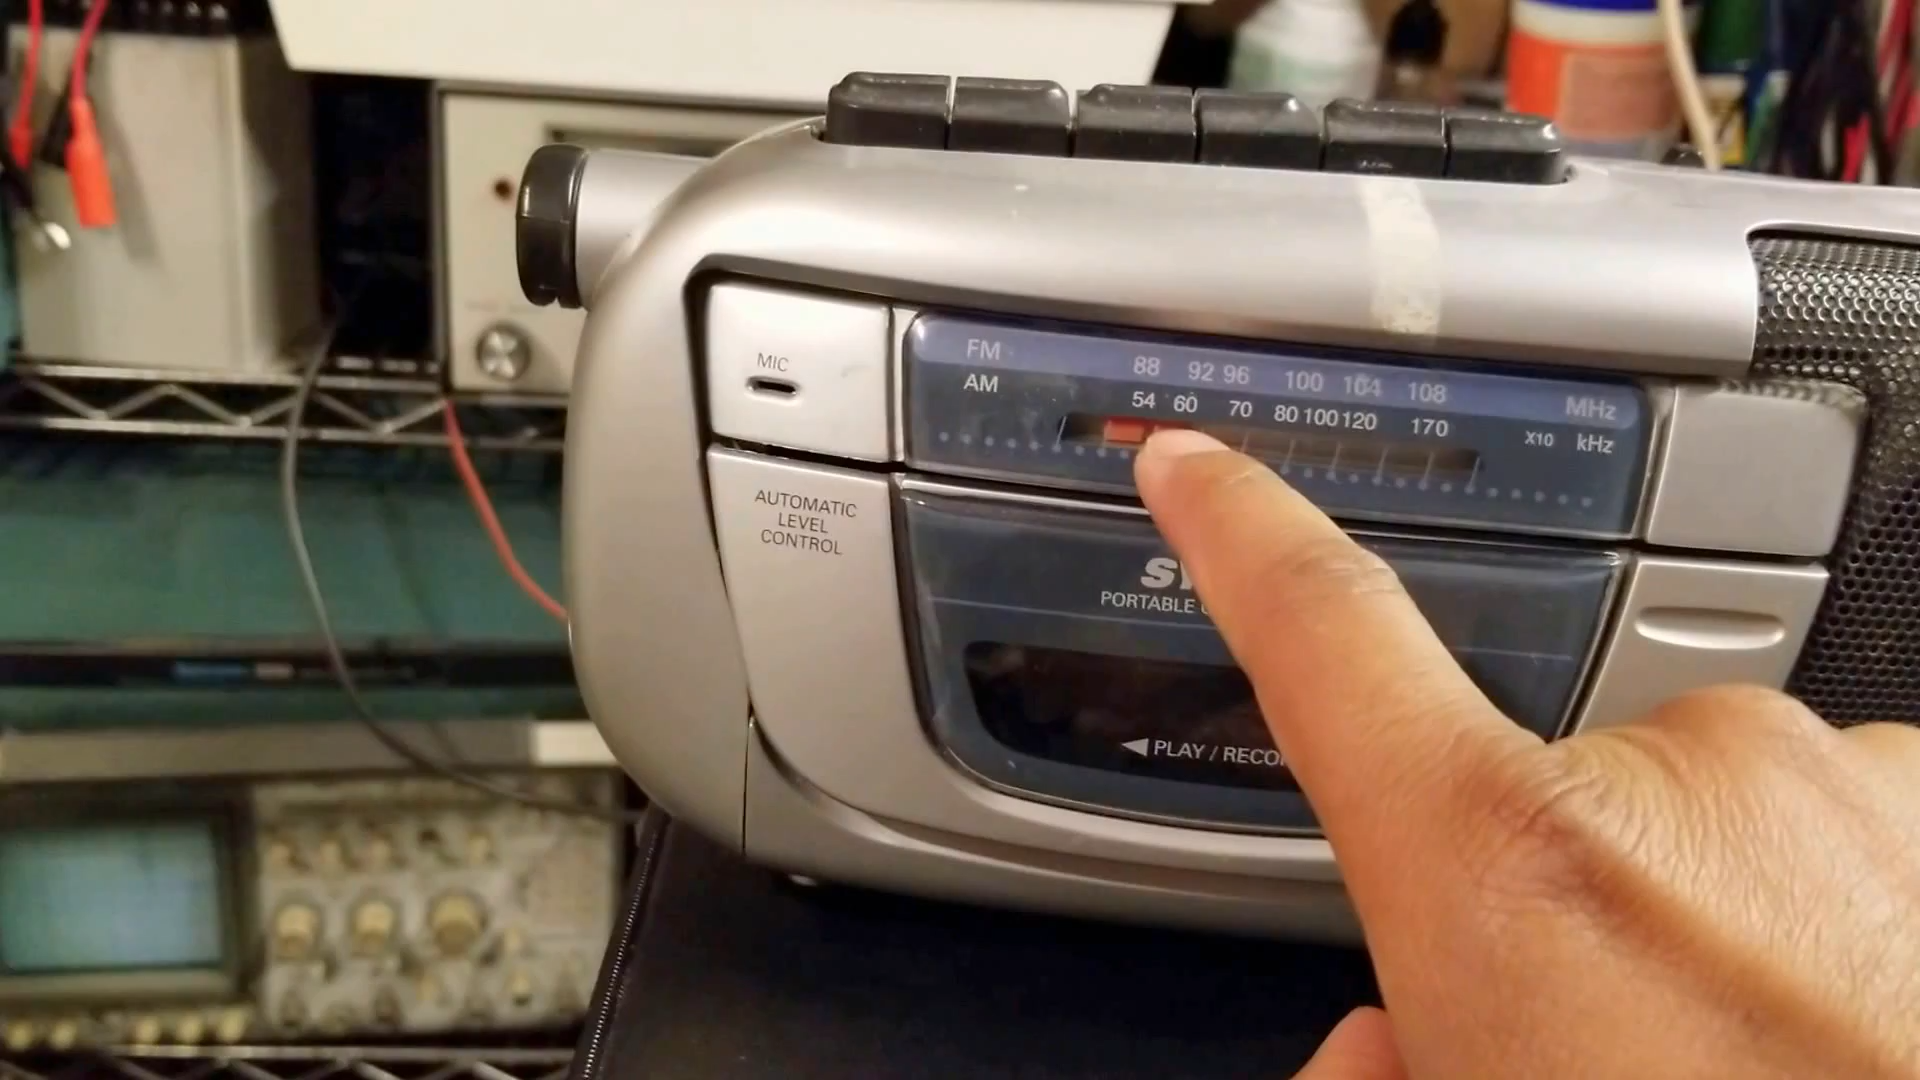 MIC
FM 88 92 96 100 104 108 MHz
AM 54 60 70 80 100 120 170 X10 kHz
AUTOMATIC
LEVEL
CONTROL
PORTABLE
PLAY / RECO